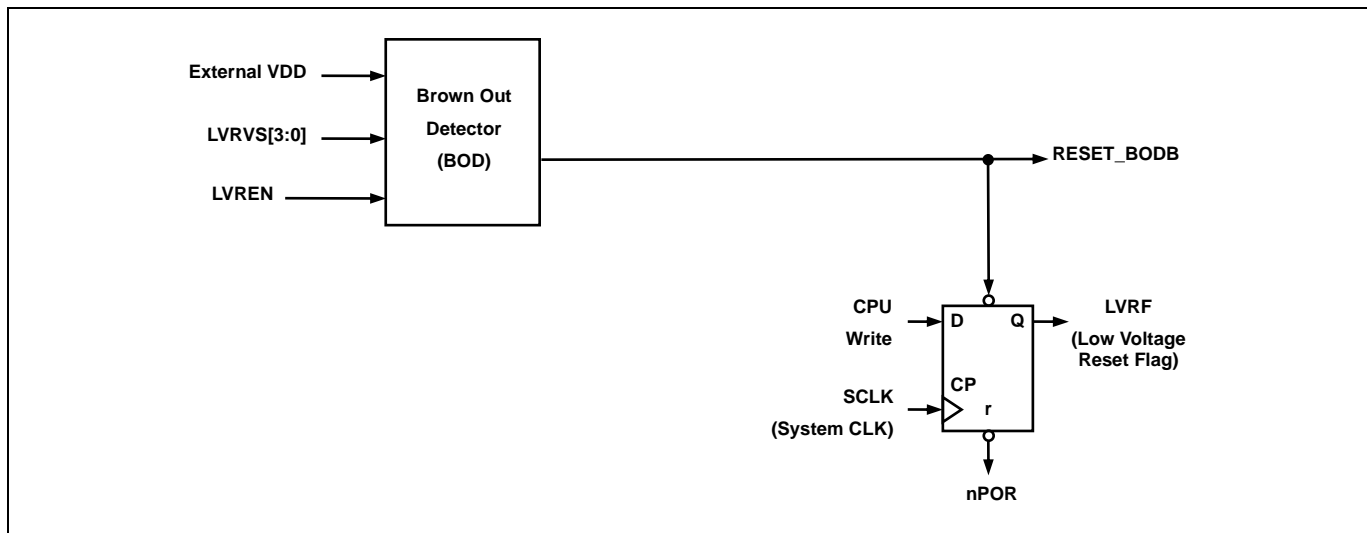 External VDD
LVRVS[3:0]
LVREN
Brown Out
Detector
(BOD)
RESET_BODB
CPU
Write
D
Q
LVRF
(Low Voltage
Reset Flag)
CP
SCLK
(System CLK)
r
nPOR